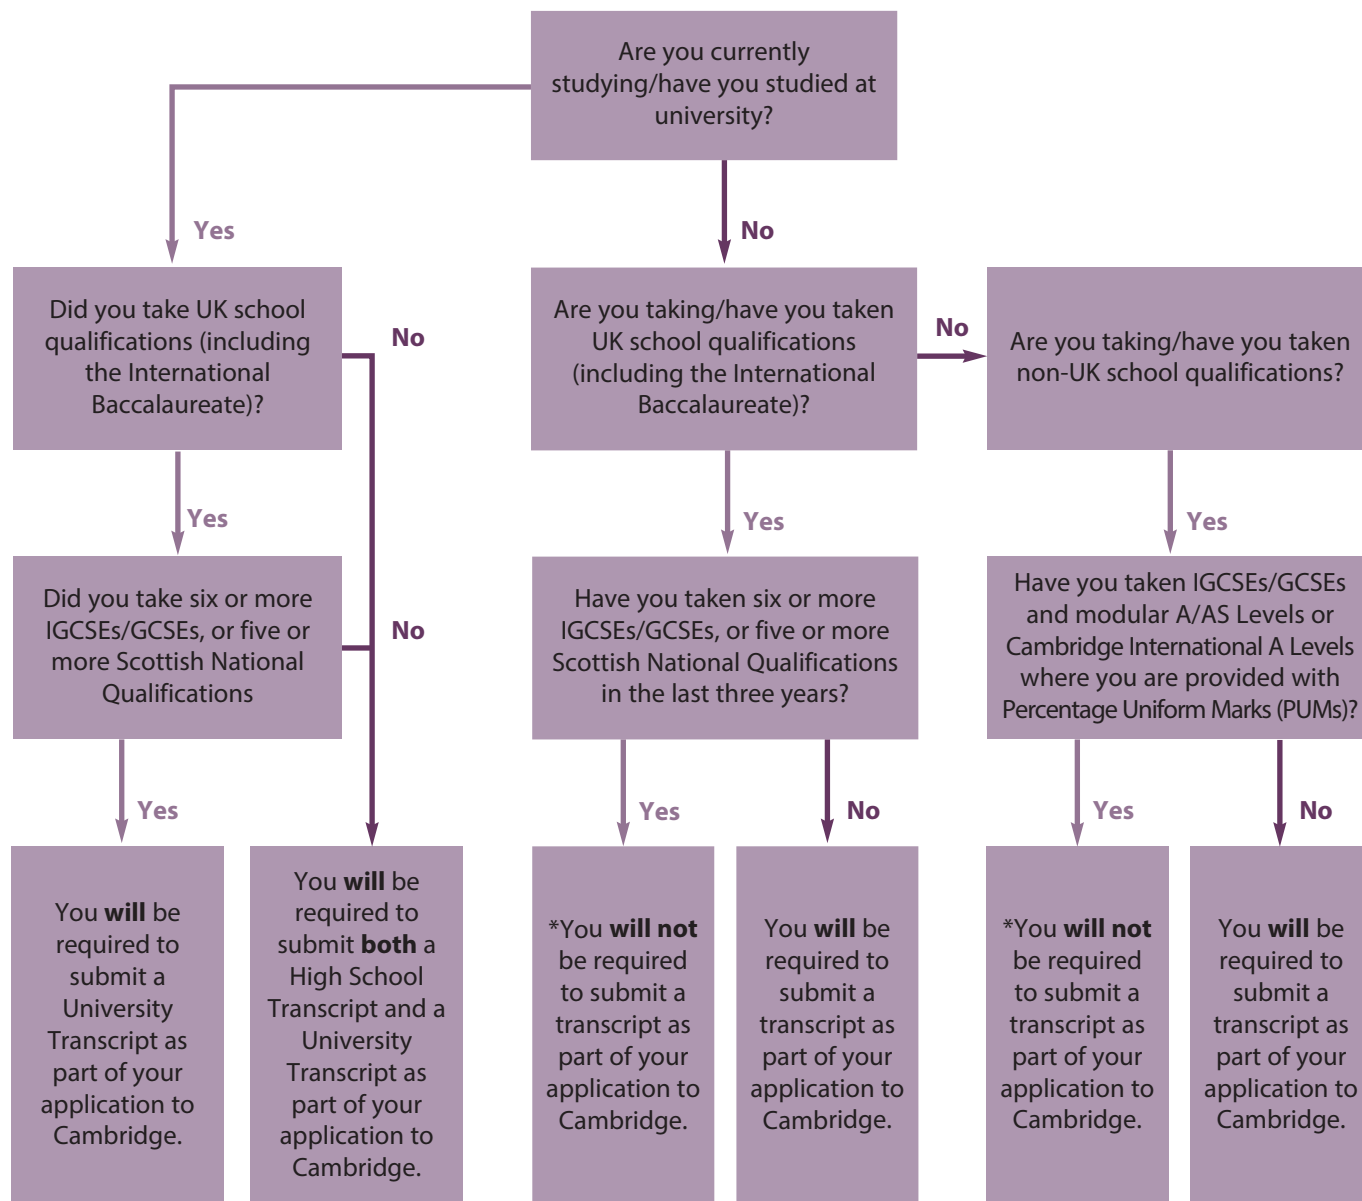 Are you currently
studying/have you studied at
university?
Yes
No
Did you take UK school
qualifications (including
the International
Baccalaureate)?
No
Are you taking/have you taken
UK school qualifications
(including the International
Baccalaureate)?
No
Are you taking/have you taken
non-UK school qualifications?
Yes
Yes
Yes
Did you take six or more
IGCSEs/GCSEs, or five or
more Scottish National
Qualifications
No
Have you taken six or more
IGCSEs/GCSEs, or five or more
Scottish National Qualifications
in the last three years?
Have you taken IGCSEs/GCSEs
and modular A/AS Levels or
Cambridge International A Levels
where you are provided with
Percentage Uniform Marks (PUMs)?
Yes
Yes
No
Yes
No
You will be
required to
submit a
University
Transcript as
part of your
application to
Cambridge.
You will be
required to
submit both a
High School
Transcript and a
University
Transcript as
part of your
application to
Cambridge.
*You will not
be required
to submit a
transcript as
part of your
application to
Cambridge.
You will be
required to
submit a
transcript as
part of your
application to
Cambridge.
*You will not
be required
to submit a
transcript as
part of your
application to
Cambridge.
You will be
required to
submit a
transcript as
part of your
application to
Cambridge.